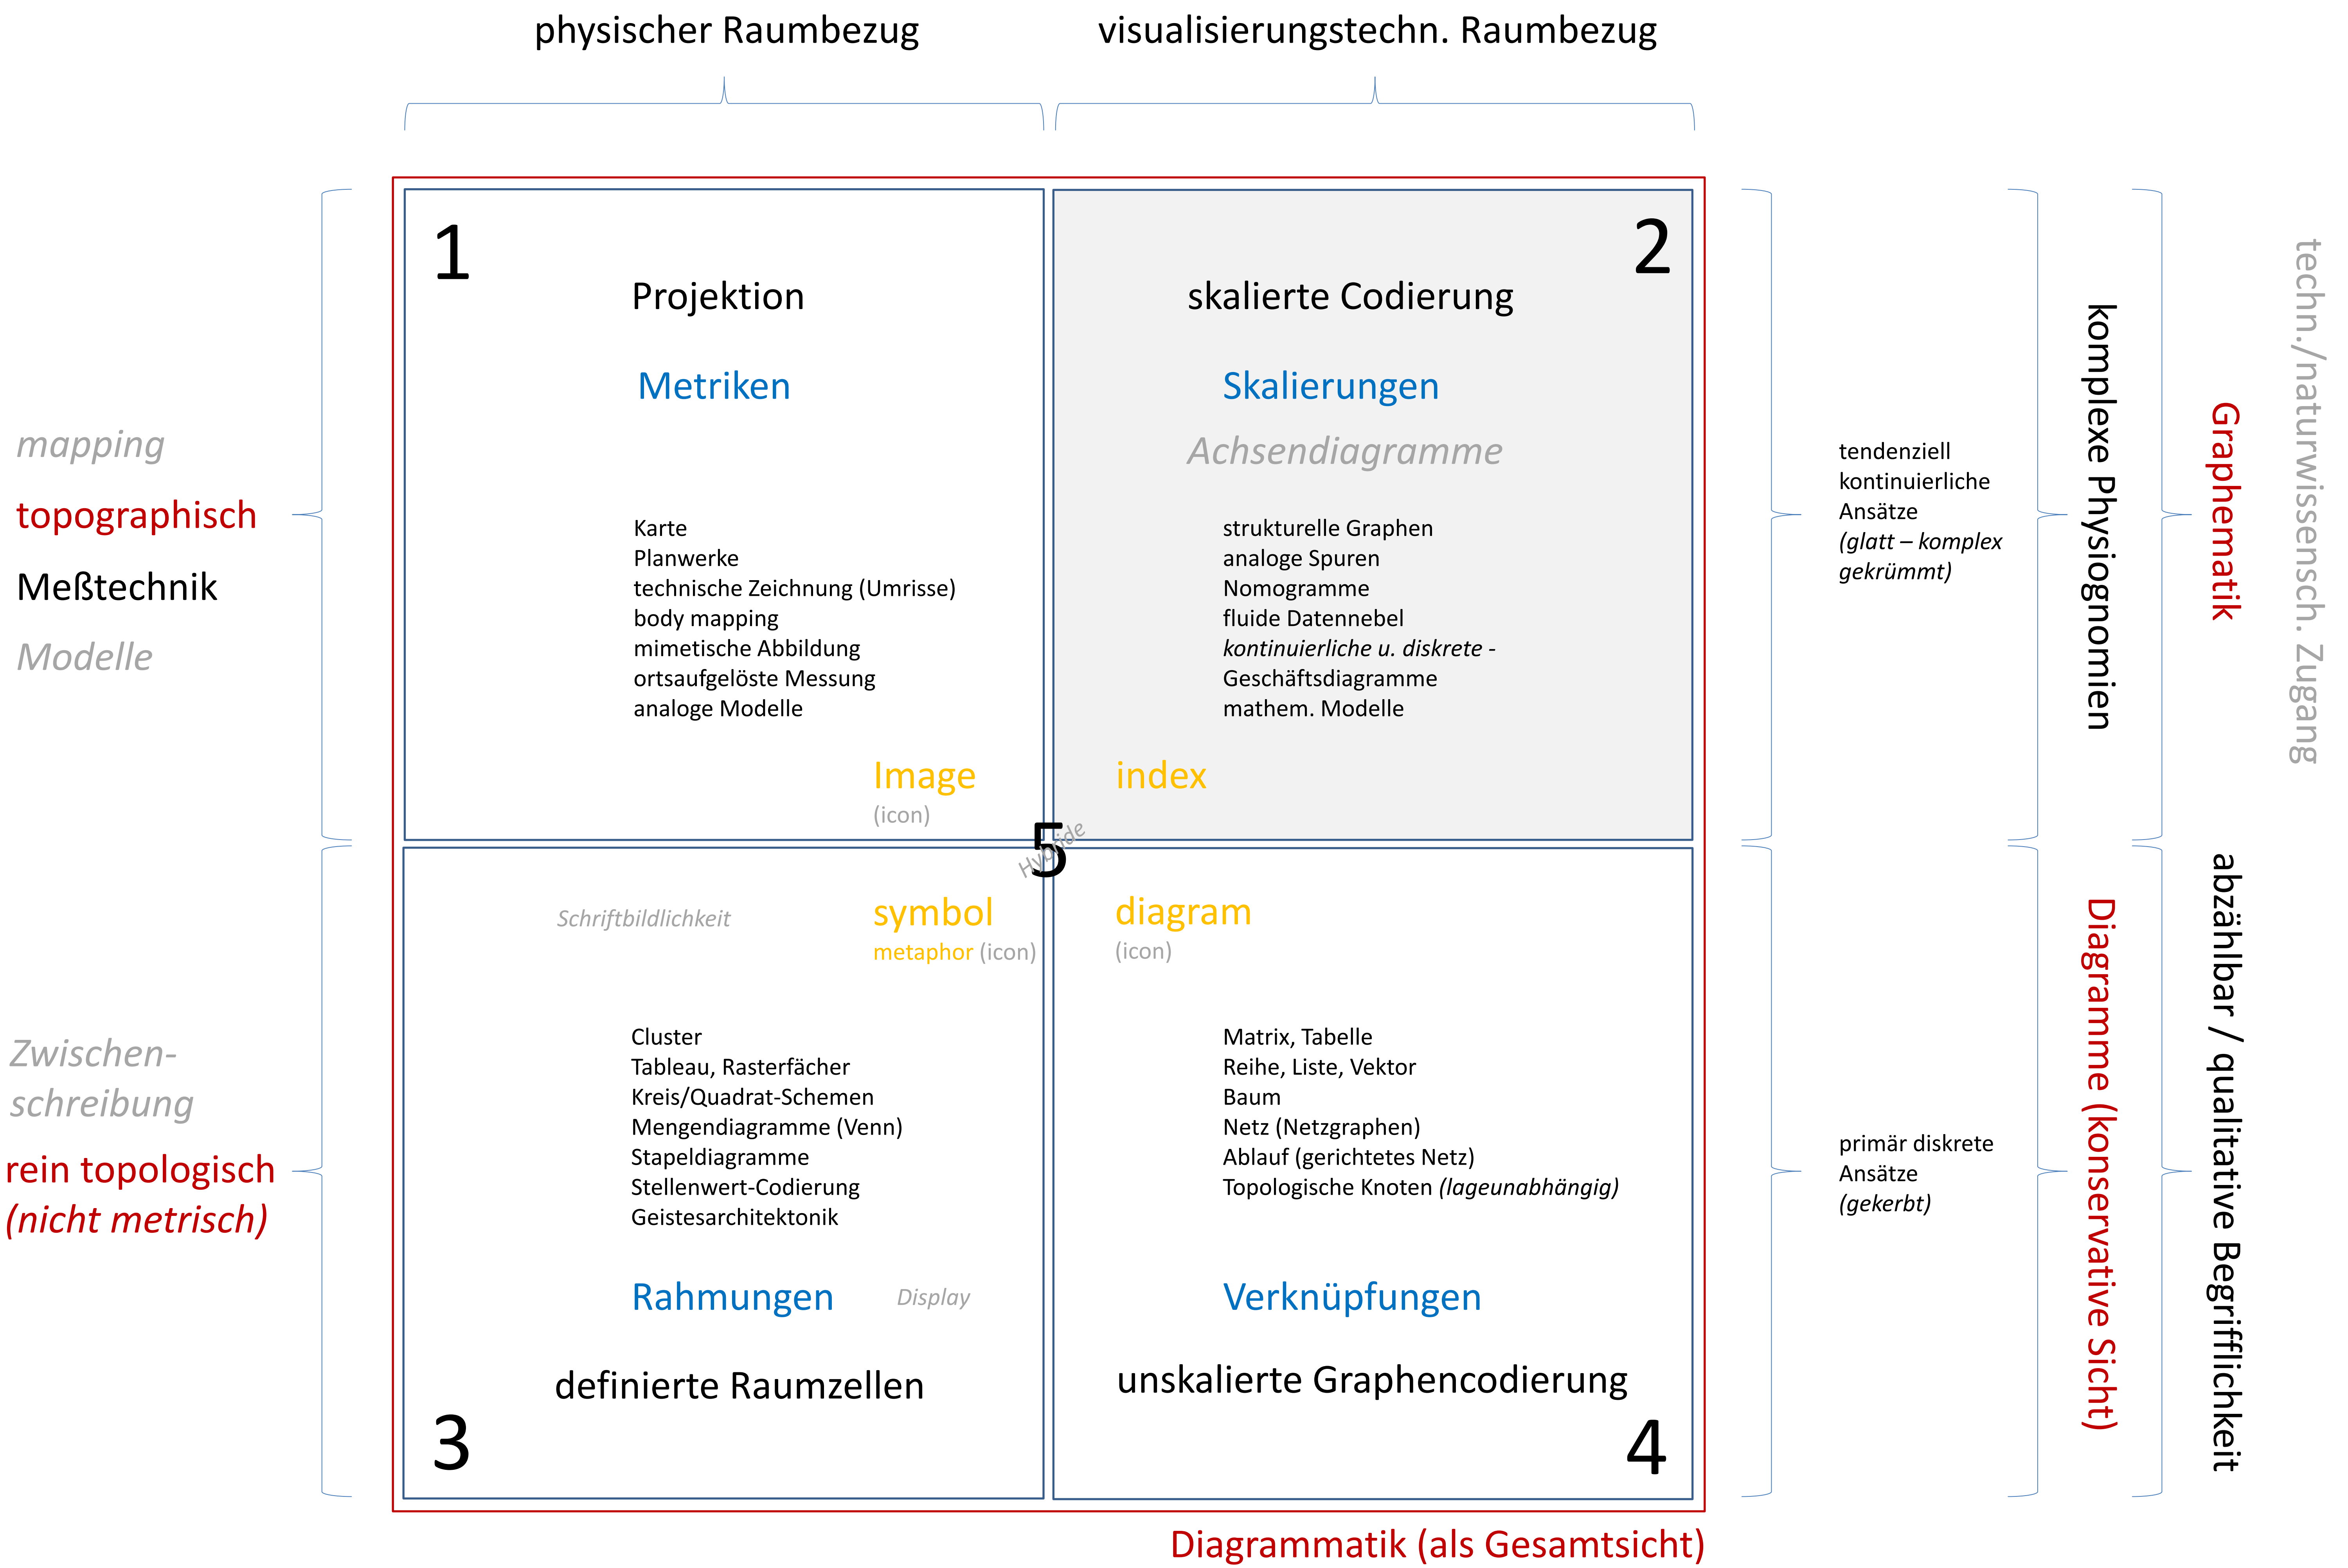 physischer Raumbezug
visualisierungstechn. Raumbezug
mapping
topographisch
Meßtechnik
Modelle
Zwischen-
schreibung
rein topologisch
(nicht metrisch)
1
Projektion
Metriken
Karte
Planwerke
technische Zeichnung (Umrisse)
body mapping
mimetische Abbildung
ortsaufgelöste Messung
analoge Modelle
Image
(icon)
2
skalierte Codierung
Skalierungen
Achsendiagramme
strukturelle Graphen
analoge Spuren
Nomogramme
fluide Datennebel
kontinuierliche u. diskrete -
Geschäftsdiagramme
mathem. Modelle
index
5
Hybride
Schriftbildlichkeit
symbol
metaphor (icon)
Cluster
Tableau, Rasterfächer
Kreis/Quadrat-Schemen
Mengendiagramme (Venn)
Stapeldiagramme
Stellenwert-Codierung
Geistesarchitektonik
Rahmungen
Display
definierte Raumzellen
3
diagram
(icon)
Matrix, Tabelle
Reihe, Liste, Vektor
Baum
Netz (Netzgraphen)
Ablauf (gerichtetes Netz)
Topologische Knoten (lageunabhängig)
Verknüpfungen
unskalierte Graphencodierung
4
tendenziell
kontinuierliche
Ansätze
(glatt – komplex
gekrümmt)
komplexe Physiognomien
Graphematik
techn./naturwissensch. Zugang
primär diskrete
Ansätze
(gekerbt)
Diagramme (konservative Sicht)
abzählbar / qualitative Begrifflichkeit
Diagrammatik (als Gesamtsicht)